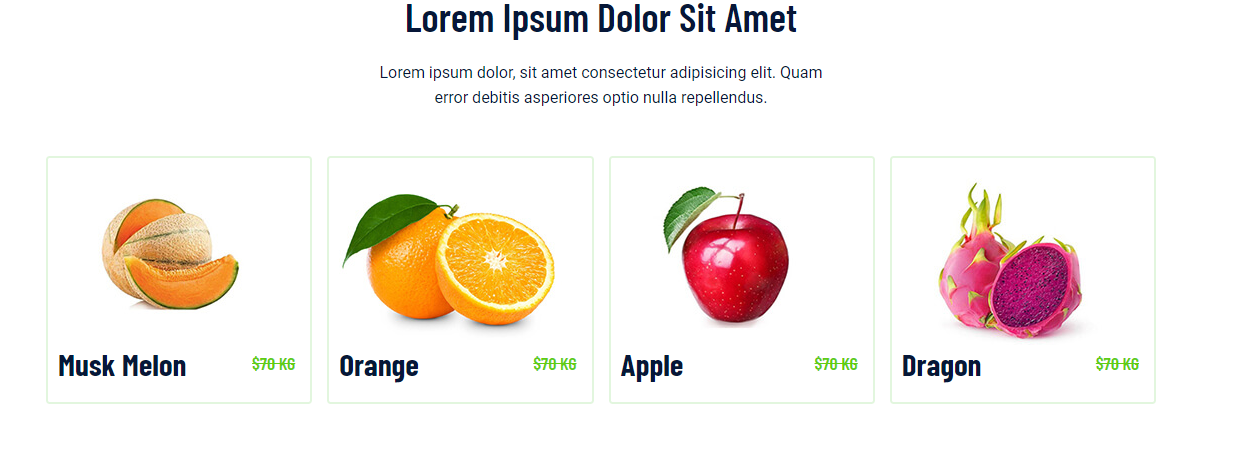 Lorem Ipsum Dolor Sit Amet
Lorem ipsum dolor, sit amet consectetur adipisicing elit. Quam
error debitis asperiores optio nulla repellendus.
Musk Melon $70 KG
Orange $70 KG
Apple $70 KG
Dragon $70 KG